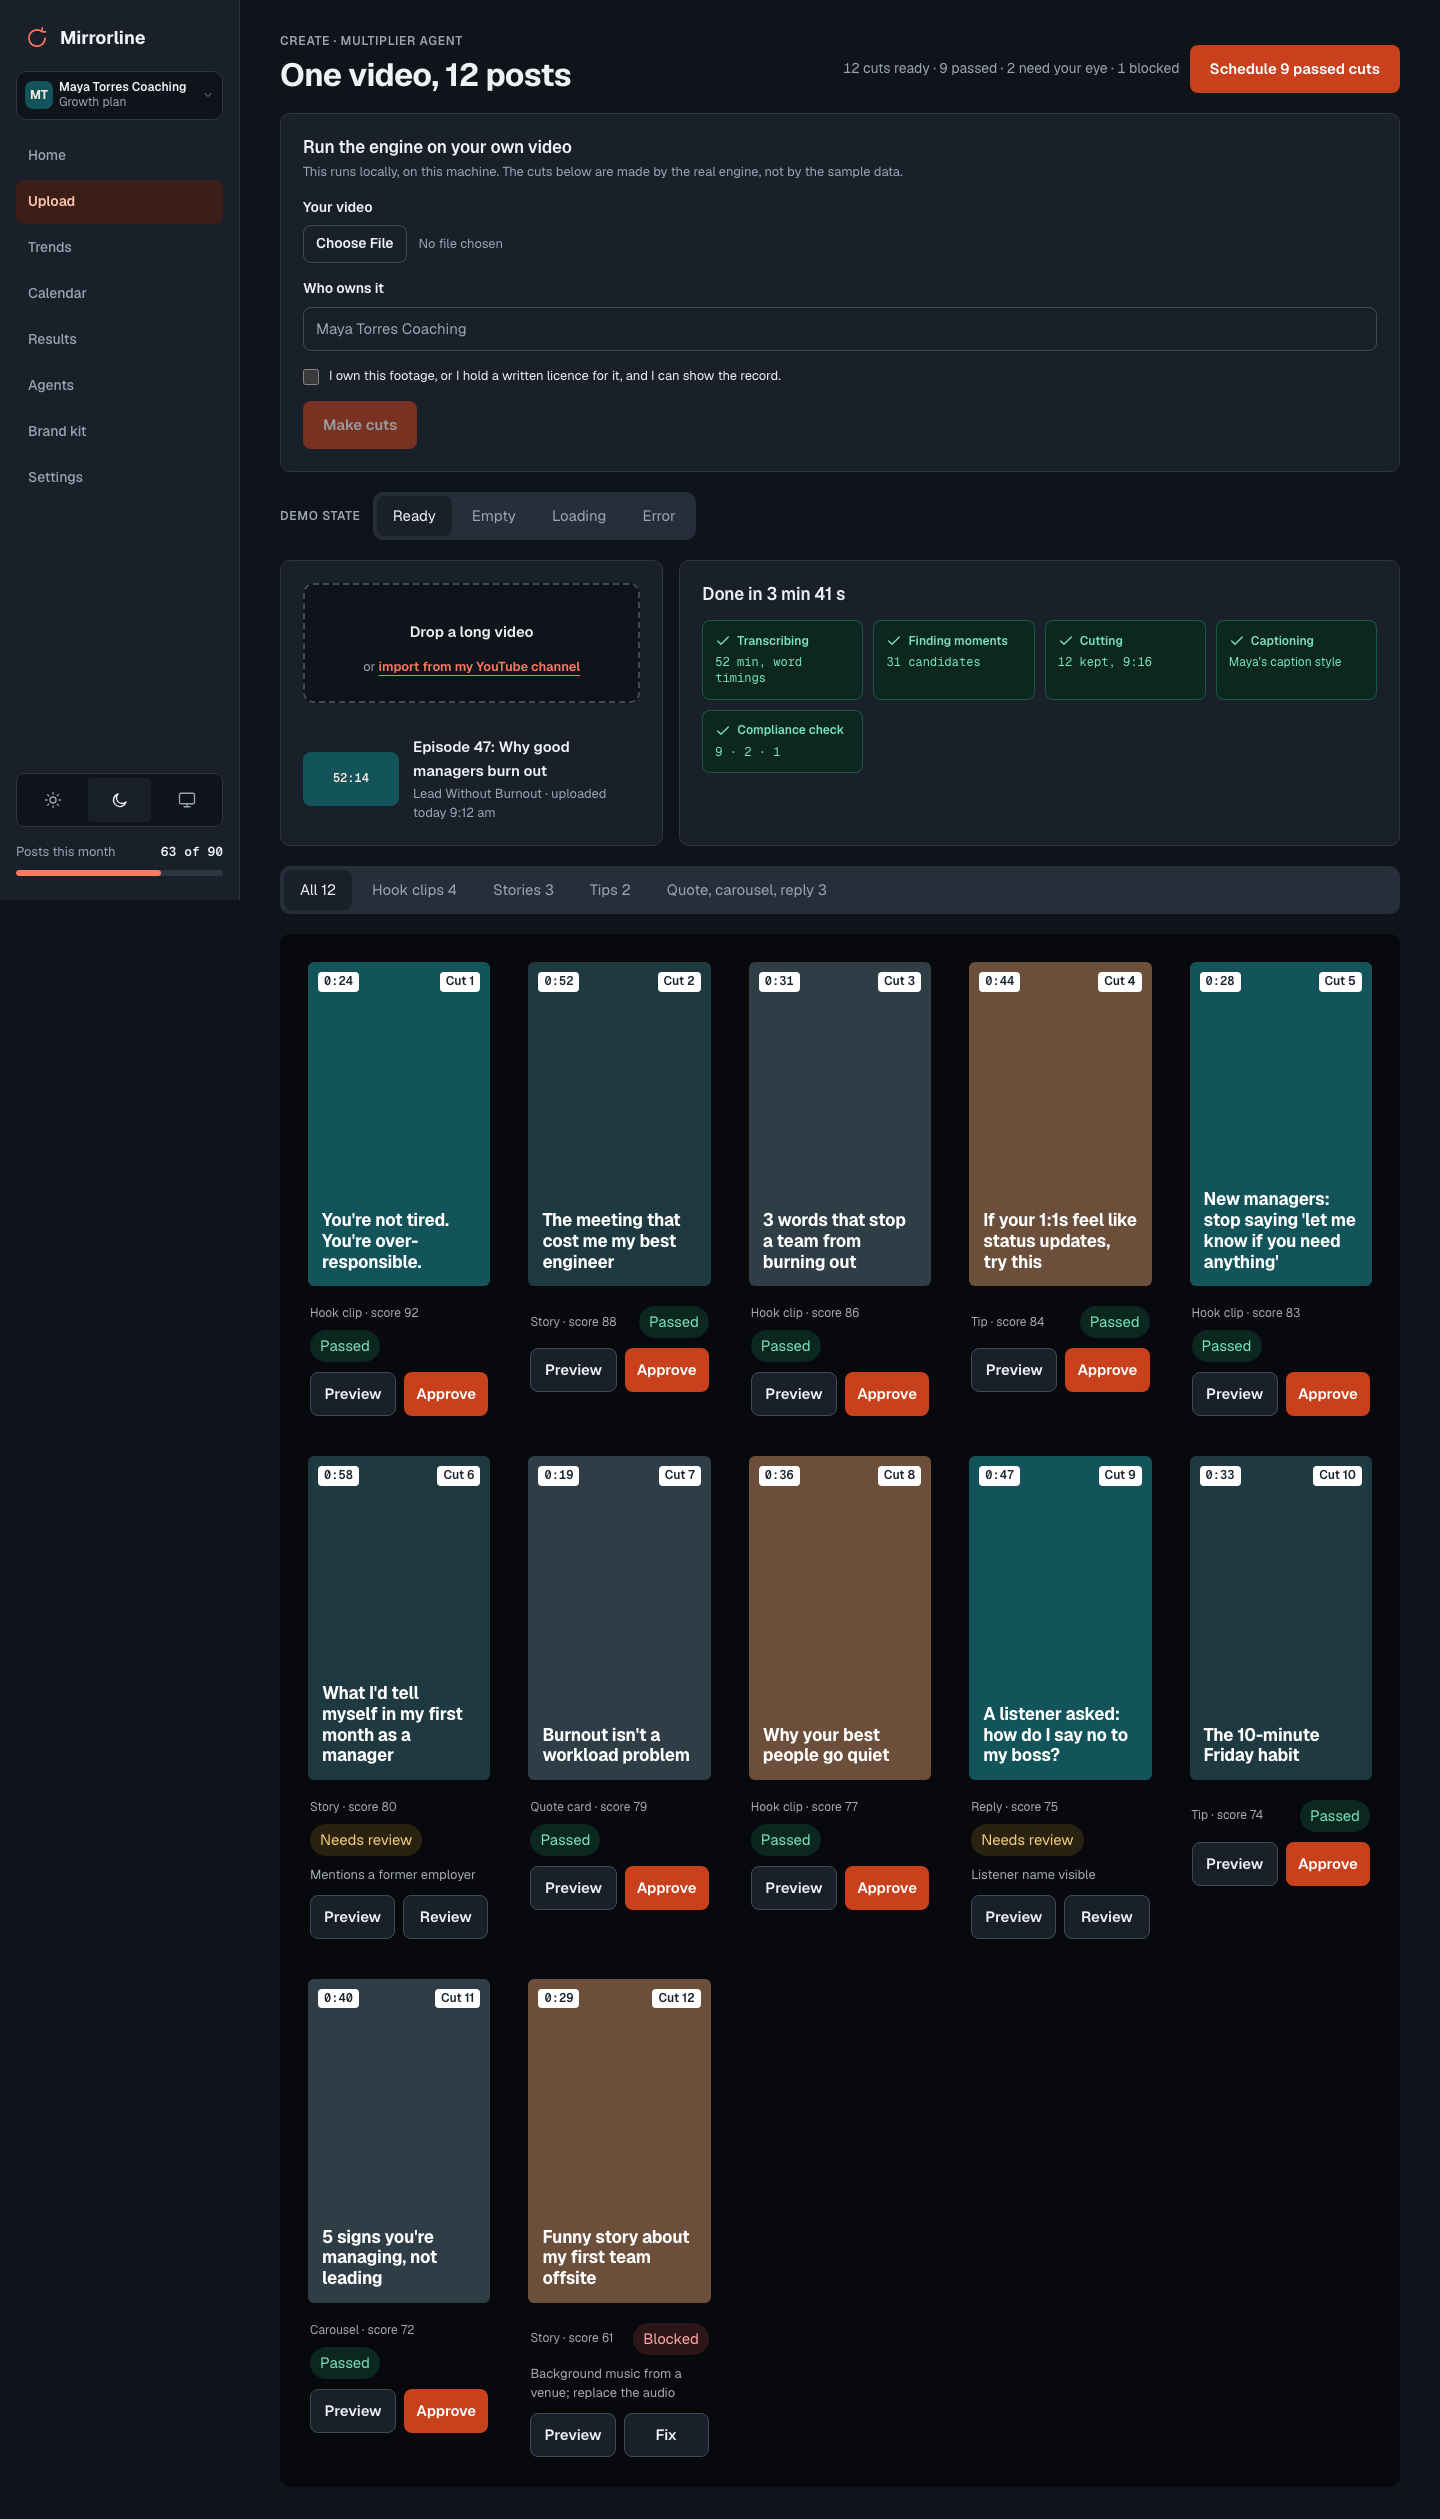 Mirrorline
MT
Maya Torres Coaching
Growth plan
Home
Upload
Trends
Calendar
Results
Agents
Brand kit
Settings
Posts this month
63 of 90
CREATE · MULTIPLIER AGENT
One video, 12 posts
12 cuts ready · 9 passed · 2 need your eye · 1 blocked
Schedule 9 passed cuts
Run the engine on your own video
This runs locally, on this machine. The cuts below are made by the real engine, not by the sample data.
Your video
Choose File
No file chosen
Who owns it
Maya Torres Coaching
I own this footage, or I hold a written licence for it, and I can show the record.
Make cuts
DEMO STATE
Ready
Empty
Loading
Error
Drop a long video
or import from my YouTube channel
52:14
Episode 47: Why good
managers burn out
Lead Without Burnout · uploaded
today 9:12 am
Done in 3 min 41 s
Transcribing
52 min, word
timings
Finding moments
31 candidates
Cutting
12 kept, 9:16
Captioning
Maya's caption style
Compliance check
9 · 2 · 1
All 12
Hook clips 4
Stories 3
Tips 2
Quote, carousel, reply 3
0:24
Cut 1
You're not tired.
You're over-
responsible.
Hook clip · score 92
Passed
Preview
Approve
0:52
Cut 2
The meeting that
cost me my best
engineer
Story · score 88
Passed
Preview
Approve
0:31
Cut 3
3 words that stop
a team from
burning out
Hook clip · score 86
Passed
Preview
Approve
0:44
Cut 4
If your 1:1s feel like
status updates,
try this
Tip · score 84
Passed
Preview
Approve
0:28
Cut 5
New managers:
stop saying 'let me
know if you need
anything'
Hook clip · score 83
Passed
Preview
Approve
0:58
Cut 6
What I'd tell
myself in my first
month as a
manager
Story · score 80
Needs review
Mentions a former employer
Preview
Review
0:19
Cut 7
Burnout isn't a
workload problem
Quote card · score 79
Passed
Preview
Approve
0:36
Cut 8
Why your best
people go quiet
Hook clip · score 77
Passed
Preview
Approve
0:47
Cut 9
A listener asked:
how do I say no to
my boss?
Reply · score 75
Needs review
Listener name visible
Preview
Review
0:33
Cut 10
The 10-minute
Friday habit
Tip · score 74
Passed
Preview
Approve
0:40
Cut 11
5 signs you're
managing, not
leading
Carousel · score 72
Passed
Preview
Approve
0:29
Cut 12
Funny story about
my first team
offsite
Story · score 61
Blocked
Background music from a
venue; replace the audio
Preview
Fix